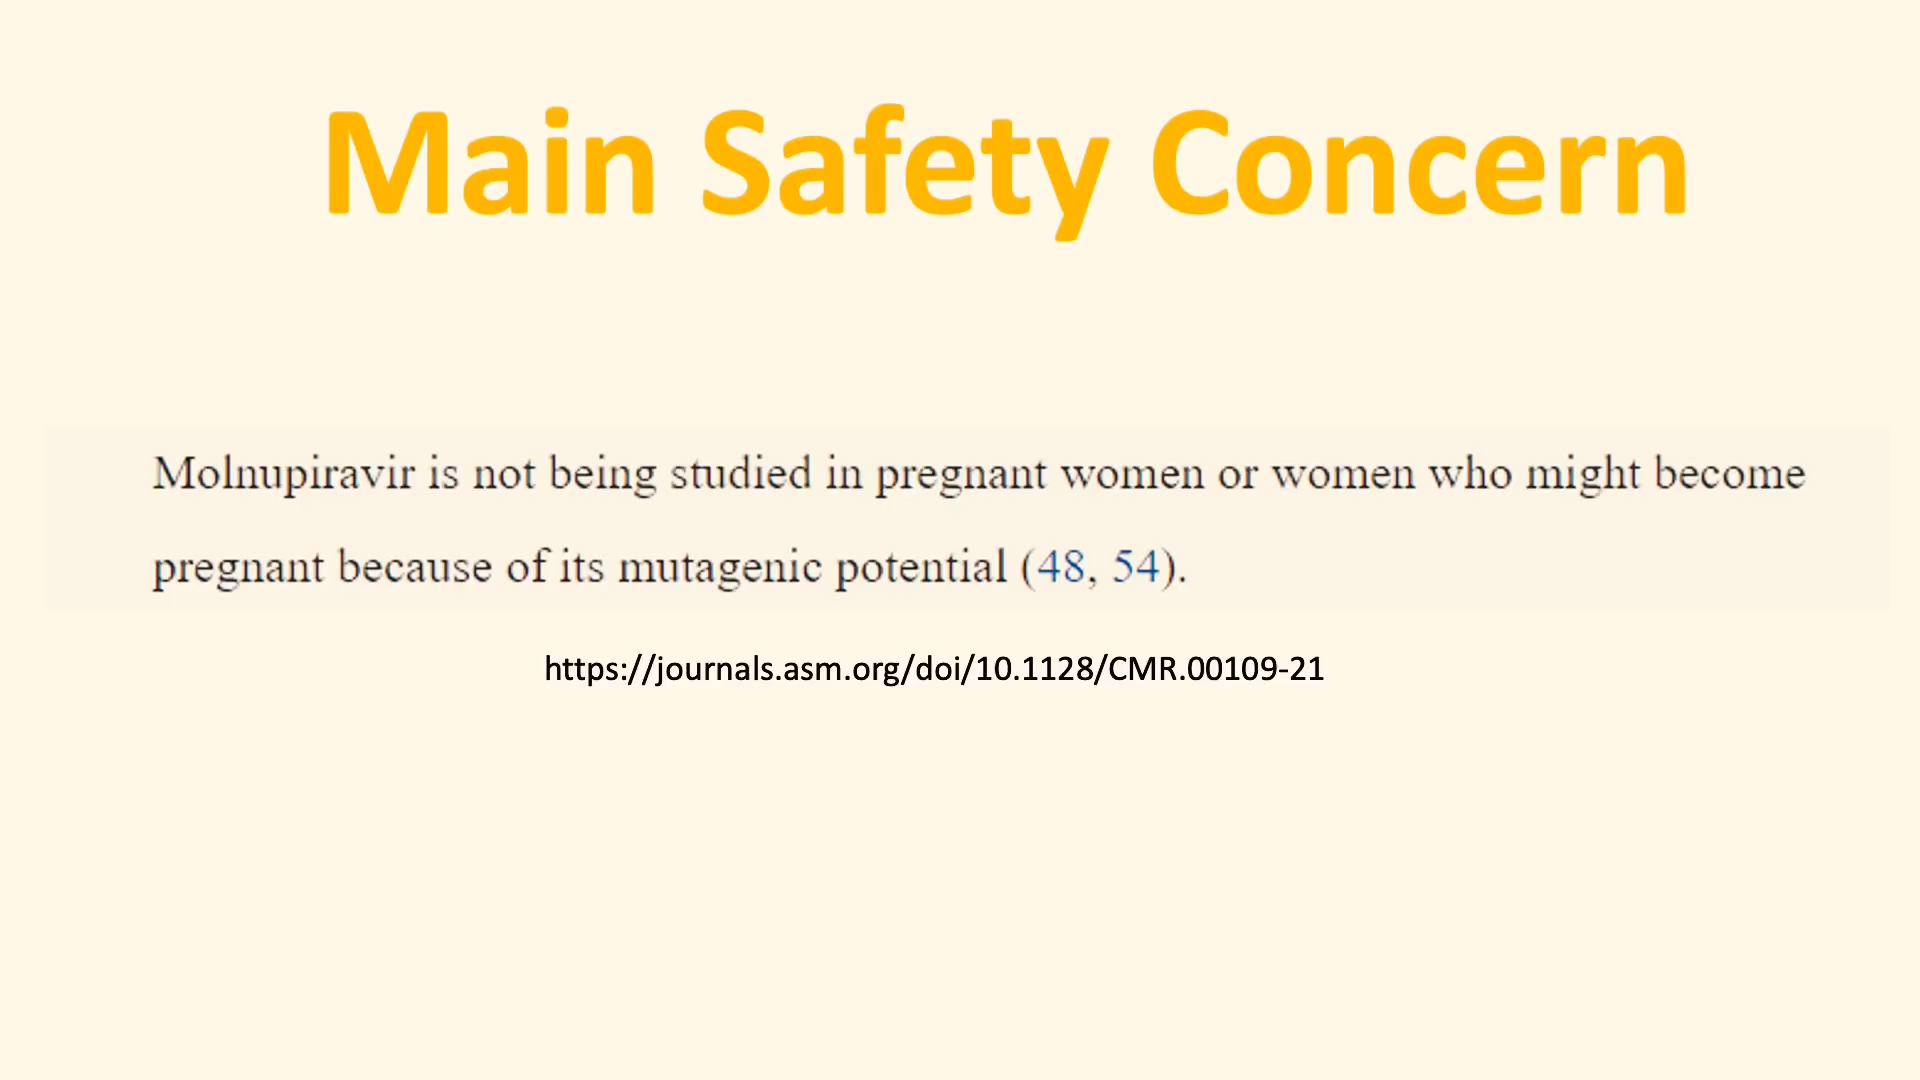 Main Safety Concern
Molnupiravir is not being studied in pregnant women or women who might become
pregnant because of its mutagenic potential (48, 54).
https://journals.asm.org/doi/10.1128/CMR.00109-21